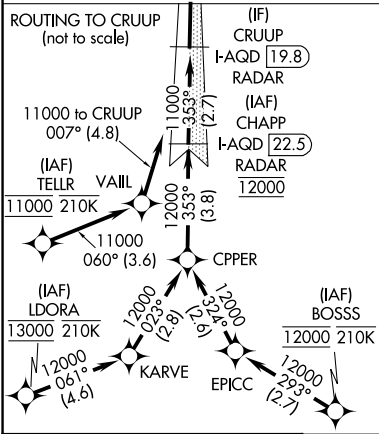 ROUTING TO CRUUP
(not to scale)
(IF)
CRUUP
I-AQD 19.8
RADAR
11000
353°
(2.7)
11000 to CRUUP
007° (4.8)
(IAF)
CHAPP
I-AQD 22.5
RADAR
12000
(IAF)
TELLR
11000 210K
VAIIL
11000
060° (3.6)
12000
353°
(3.8)
CPPER
(IAF)
LDORA
13000 210K
12000
023°
(2.8)
12000
324°
(2.6)
(IAF)
BOSSS
12000 210K
12000
061°
(4.6)
KARVE
EPICC
12000
293°
(2.7)